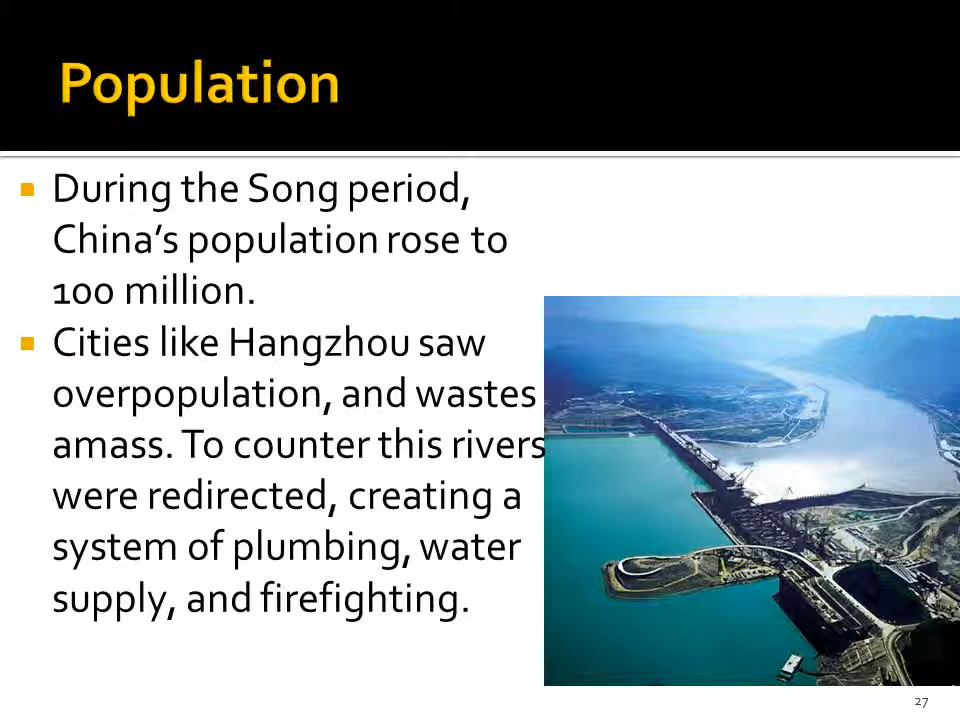 Population
During the Song period,
China’s population rose to
100 million.
Cities like Hangzhou saw
overpopulation, and wastes
amass. To counter this rivers
were redirected, creating a
system of plumbing, water
supply, and firefighting.
27